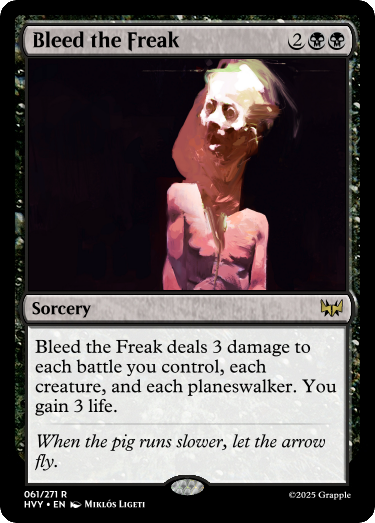 Bleed the Freak 2
Sorcery
Bleed the Freak deals 3 damage to
each battle you control, each
creature, and each planeswalker. You
gain 3 life.
When the pig runs slower, let the arrow
fly.
061/271 R
HVY • EN Miklós Ligeti
©2025 Grapple